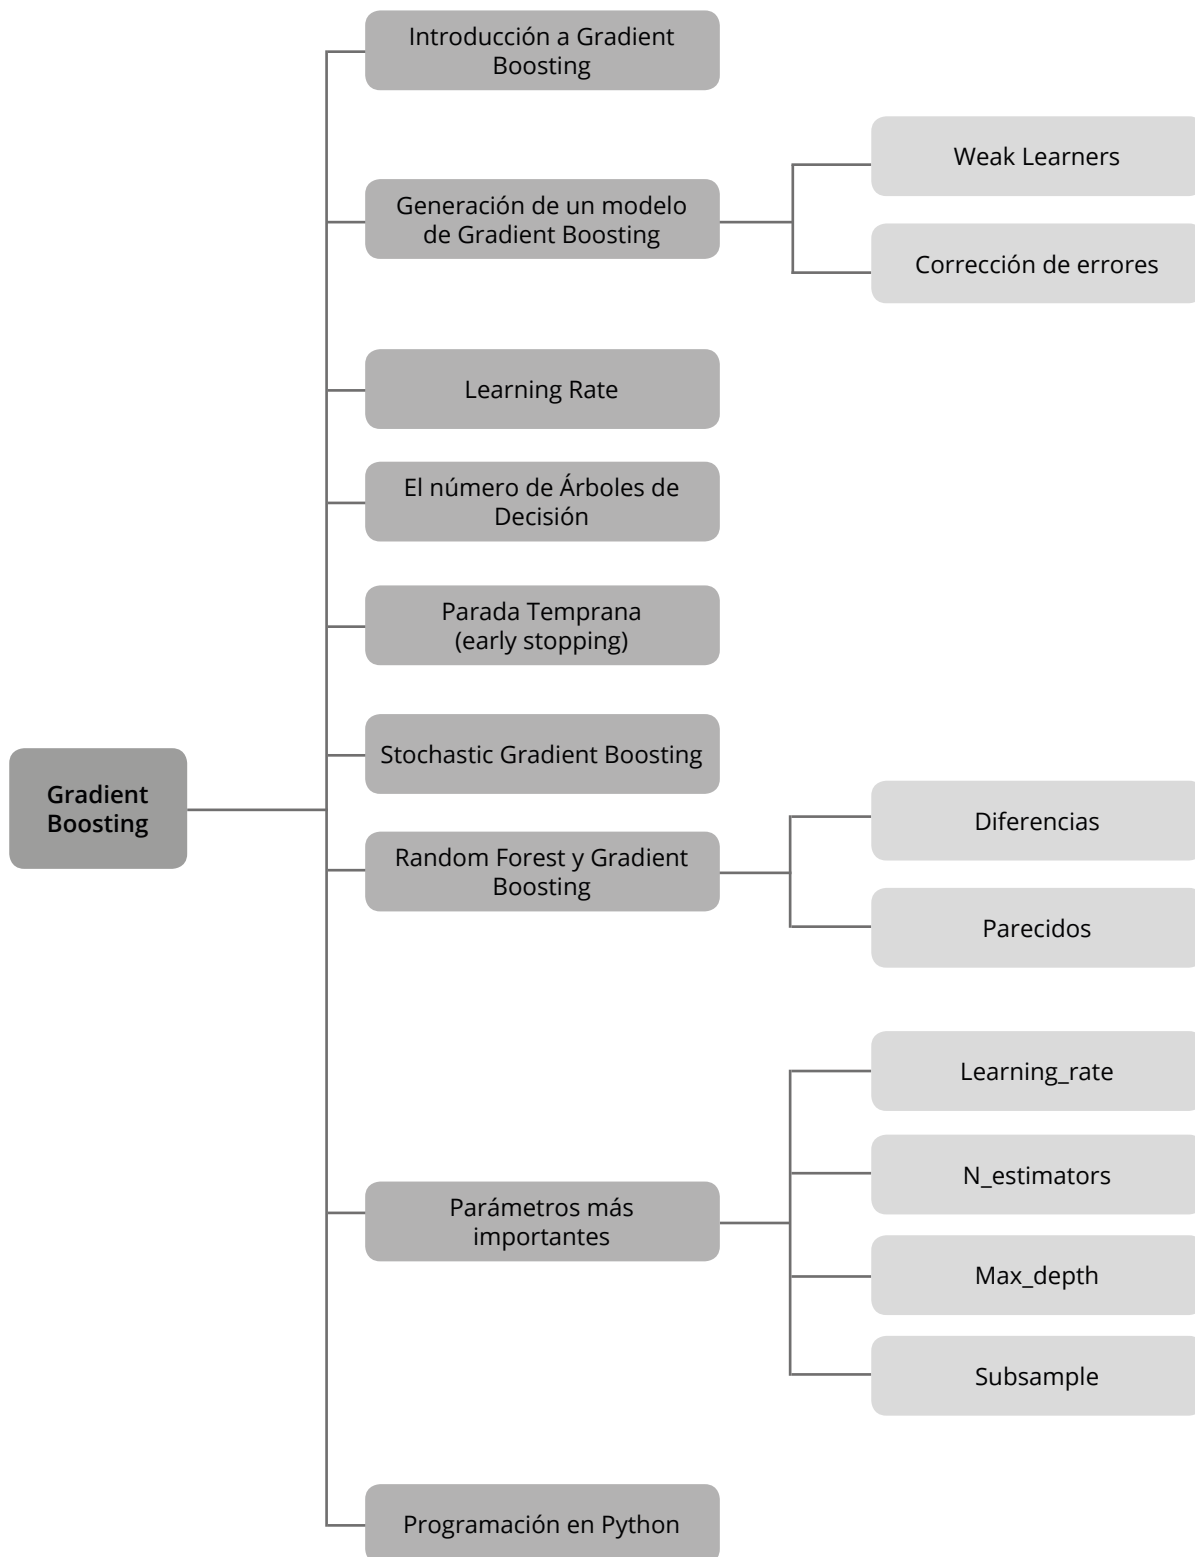 Introducción a Gradient
Boosting
Generación de un modelo
de Gradient Boosting
Weak Learners
Corrección de errores
Learning Rate
El número de Árboles de
Decisión
Parada Temprana
(early stopping)
Stochastic Gradient Boosting
Gradient
Boosting
Random Forest y Gradient
Boosting
Diferencias
Parecidos
Parámetros más
importantes
Learning_rate
N_estimators
Max_depth
Subsample
Programación en Python